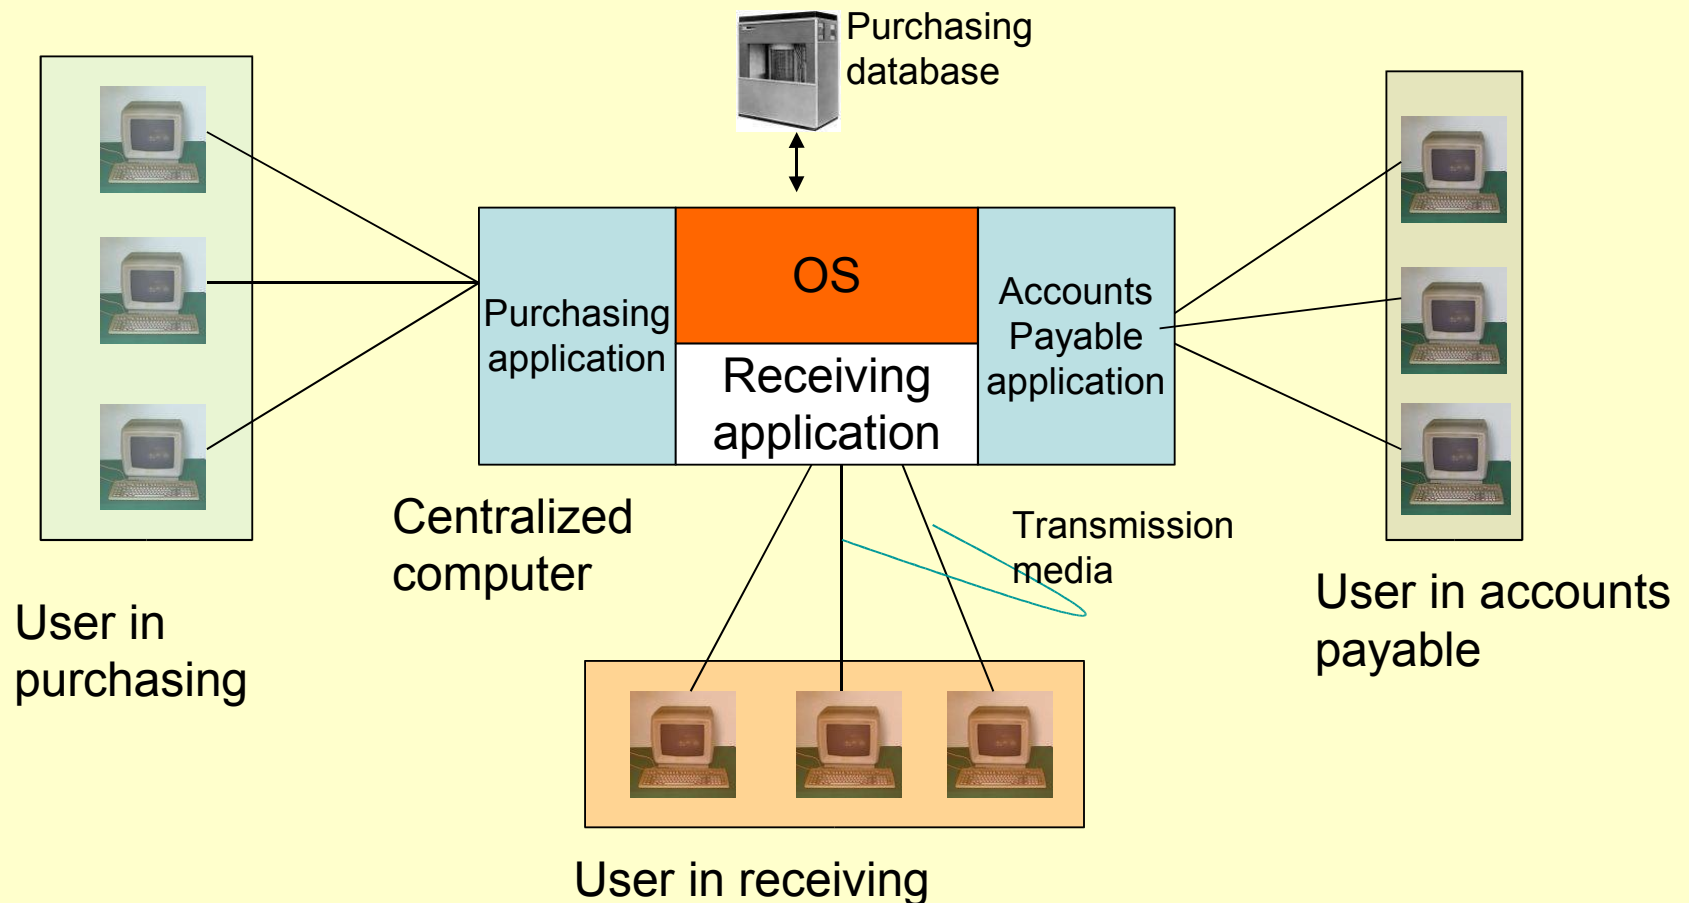 Purchasing
database
OS
Purchasing
application
Accounts
Payable
application
Receiving
application
Centralized
computer
Transmission
media
User in
purchasing
User in accounts
payable
User in receiving